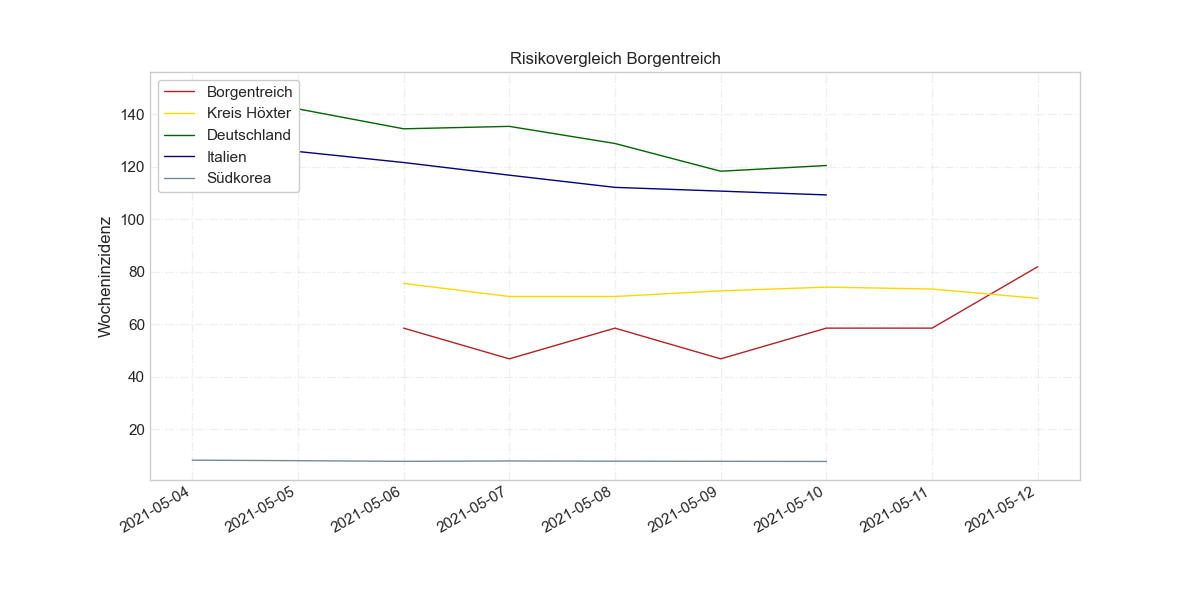 Risikovergleich Borgentreich
Borgentreich
Kreis Höxter
Deutschland
Italien
Südkorea
Wocheninzidenz
140
120
100
80
60
40
20
2021-05-04
2021-05-05
2021-05-06
2021-05-07
2021-05-08
2021-05-09
2021-05-10
2021-05-11
2021-05-12